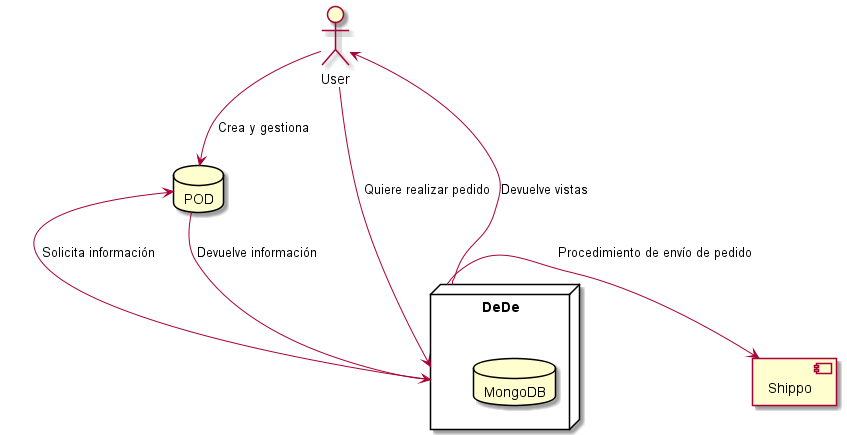 User
Crea y gestiona
POD
Quiere realizar pedido
Devuelve vistas
Solicita información
Devuelve información
Procedimiento de envío de pedido
DeDe
MongoDB
Shippo